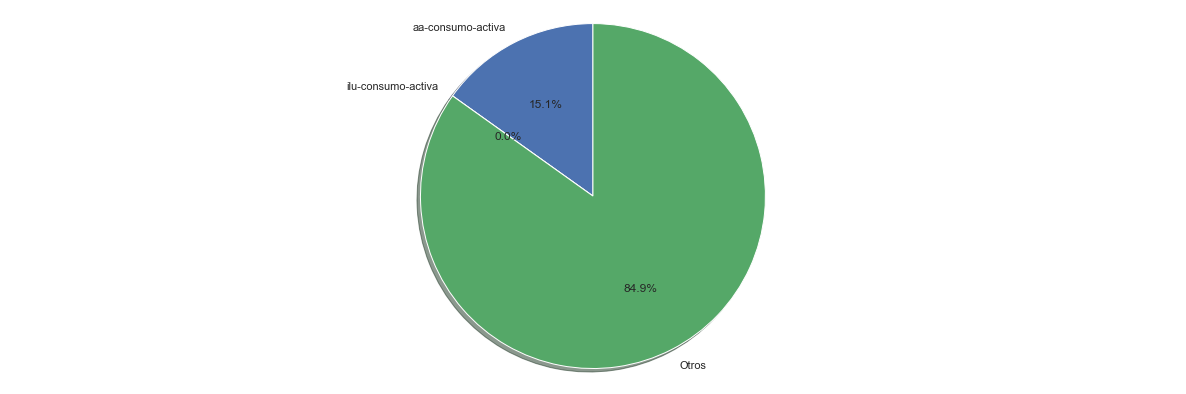 aa-consumo-activa
ilu-consumo-activa
15.1%
0.0%
84.9%
Otros